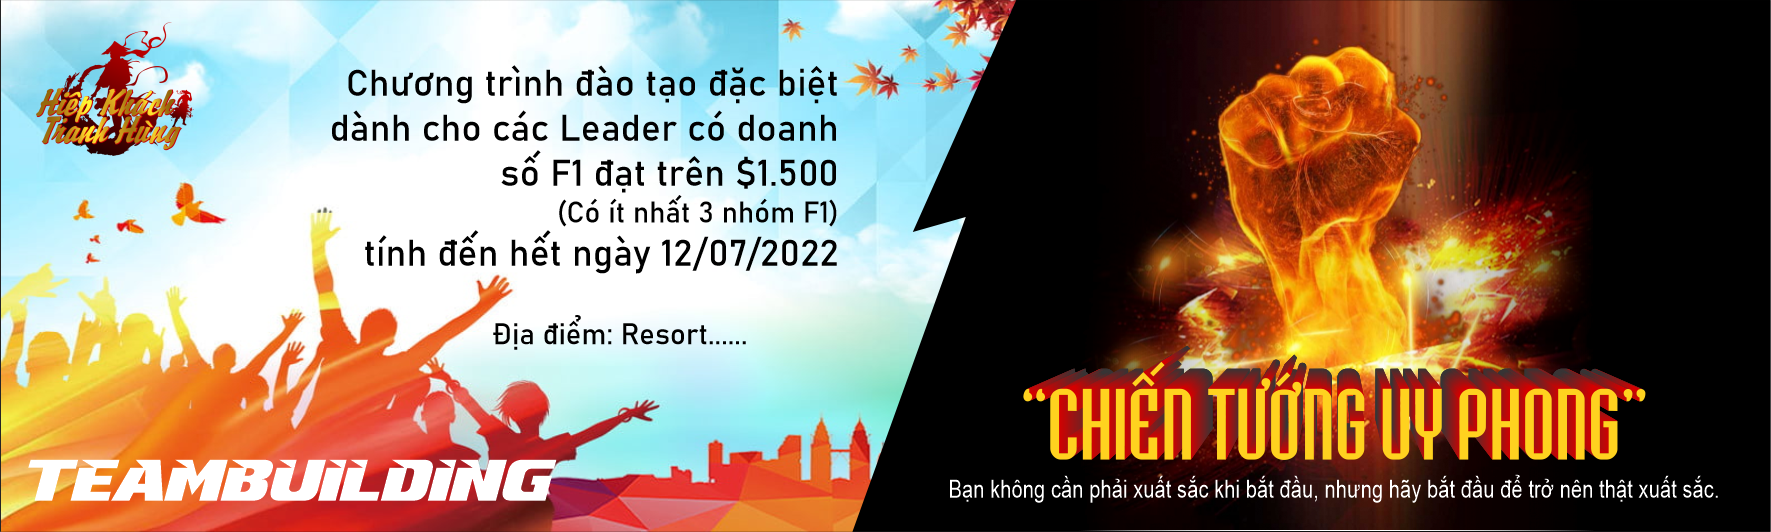 Hiệp Khách
Tranh Hùng
Chương trình đào tạo đặc biệt
dành cho các Leader có doanh
số F1 đạt trên $1.500
(Có ít nhất 3 nhóm F1)
tính đến hết ngày 12/07/2022
Địa điểm: Resort......
TEAMBUILDING
“CHIẾN TƯỚNG UY PHONG”
Bạn không cần phải xuất sắc khi bắt đầu, nhưng hãy bắt đầu để trở nên thật xuất sắc.